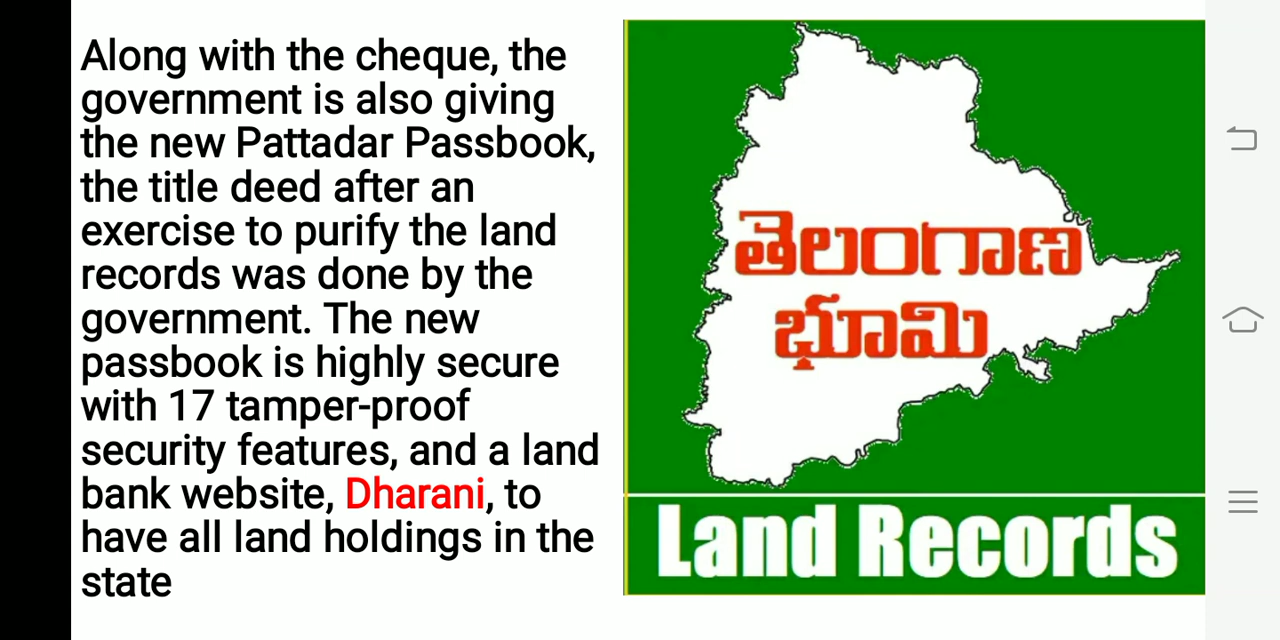 Along with the cheque, the
government is also giving
the new Pattadar Passbook,
the title deed after an
exercise to purify the land
records was done by the
government. The new
passbook is highly secure
with 17 tamper-proof
security features, and a land
bank website, Dharani, to
have all land holdings in the
state
తెలంగాణ
భూమి
Land Records